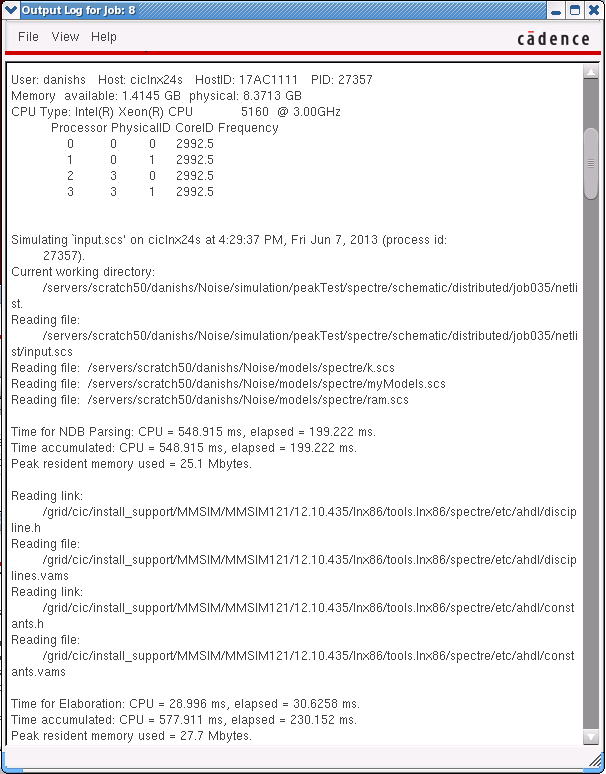 Output Log for Job: 8
File View Help
cādence
User: danishs Host: ciclnx24s HostID: 17AC1111 PID: 27357
Memory available: 1.4145 GB physical: 8.3713 GB
CPU Type: Intel(R) Xeon(R) CPU 5160 @ 3.00GHz
Processor PhysicalID CoreID Frequency
0 0 0 2992.5
1 0 1 2992.5
2 3 0 2992.5
3 3 1 2992.5
Simulating `input.scs' on ciclnx24s at 4:29:37 PM, Fri Jun 7, 2013 (process id:
27357).
Current working directory:
/servers/scratch50/danishs/Noise/simulation/peakTest/spectre/schematic/distributed/job035/netli
st.
Reading file:
/servers/scratch50/danishs/Noise/simulation/peakTest/spectre/schematic/distributed/job035/netli
st/input.scs
Reading file: /servers/scratch50/danishs/Noise/models/spectre/k.scs
Reading file: /servers/scratch50/danishs/Noise/models/spectre/myModels.scs
Reading file: /servers/scratch50/danishs/Noise/models/spectre/ram.scs
Time for NDB Parsing: CPU = 548.915 ms, elapsed = 199.222 ms.
Time accumulated: CPU = 548.915 ms, elapsed = 199.222 ms.
Peak resident memory used = 25.1 Mbytes.
Reading link:
/grid/cic/install_support/MMSIM/MMSIM121/12.10.435/lnx86/tools.lnx86/spectre/etc/ahdl/discip
line.h
Reading file:
/grid/cic/install_support/MMSIM/MMSIM121/12.10.435/lnx86/tools.lnx86/spectre/etc/ahdl/discip
lines.vams
Reading link:
/grid/cic/install_support/MMSIM/MMSIM121/12.10.435/lnx86/tools.lnx86/spectre/etc/ahdl/const
ants.h
Reading file:
/grid/cic/install_support/MMSIM/MMSIM121/12.10.435/lnx86/tools.lnx86/spectre/etc/ahdl/const
ants.vams
Time for Elaboration: CPU = 28.996 ms, elapsed = 30.6258 ms.
Time accumulated: CPU = 577.911 ms, elapsed = 230.152 ms.
Peak resident memory used = 27.7 Mbytes.